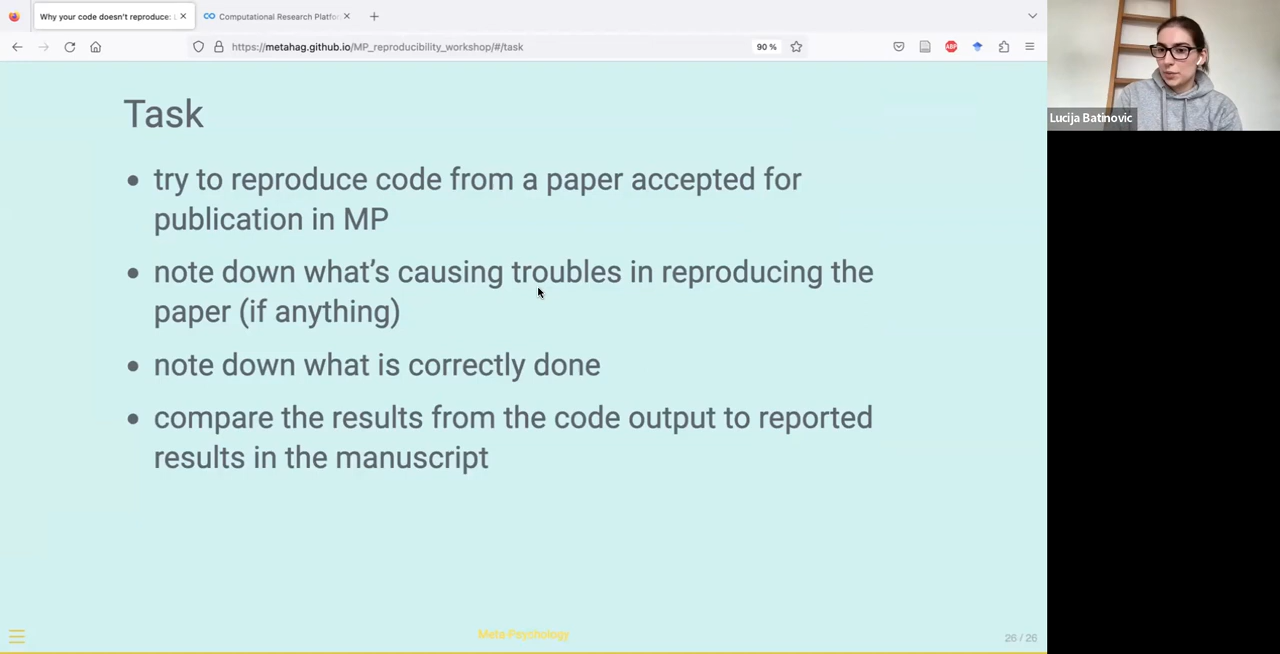 Why your code doesn't reproduce:
Computational Research Platfor
https://metahag.github.io/MP_reproducibility_workshop/#/task
90 %
ABP
Lucija Batinovic
Task
• try to reproduce code from a paper accepted for
publication in MP
• note down what's causing troubles in reproducing the
paper (if anything)
• note down what is correctly done
• compare the results from the code output to reported
results in the manuscript
Meta Psychology
26 / 26